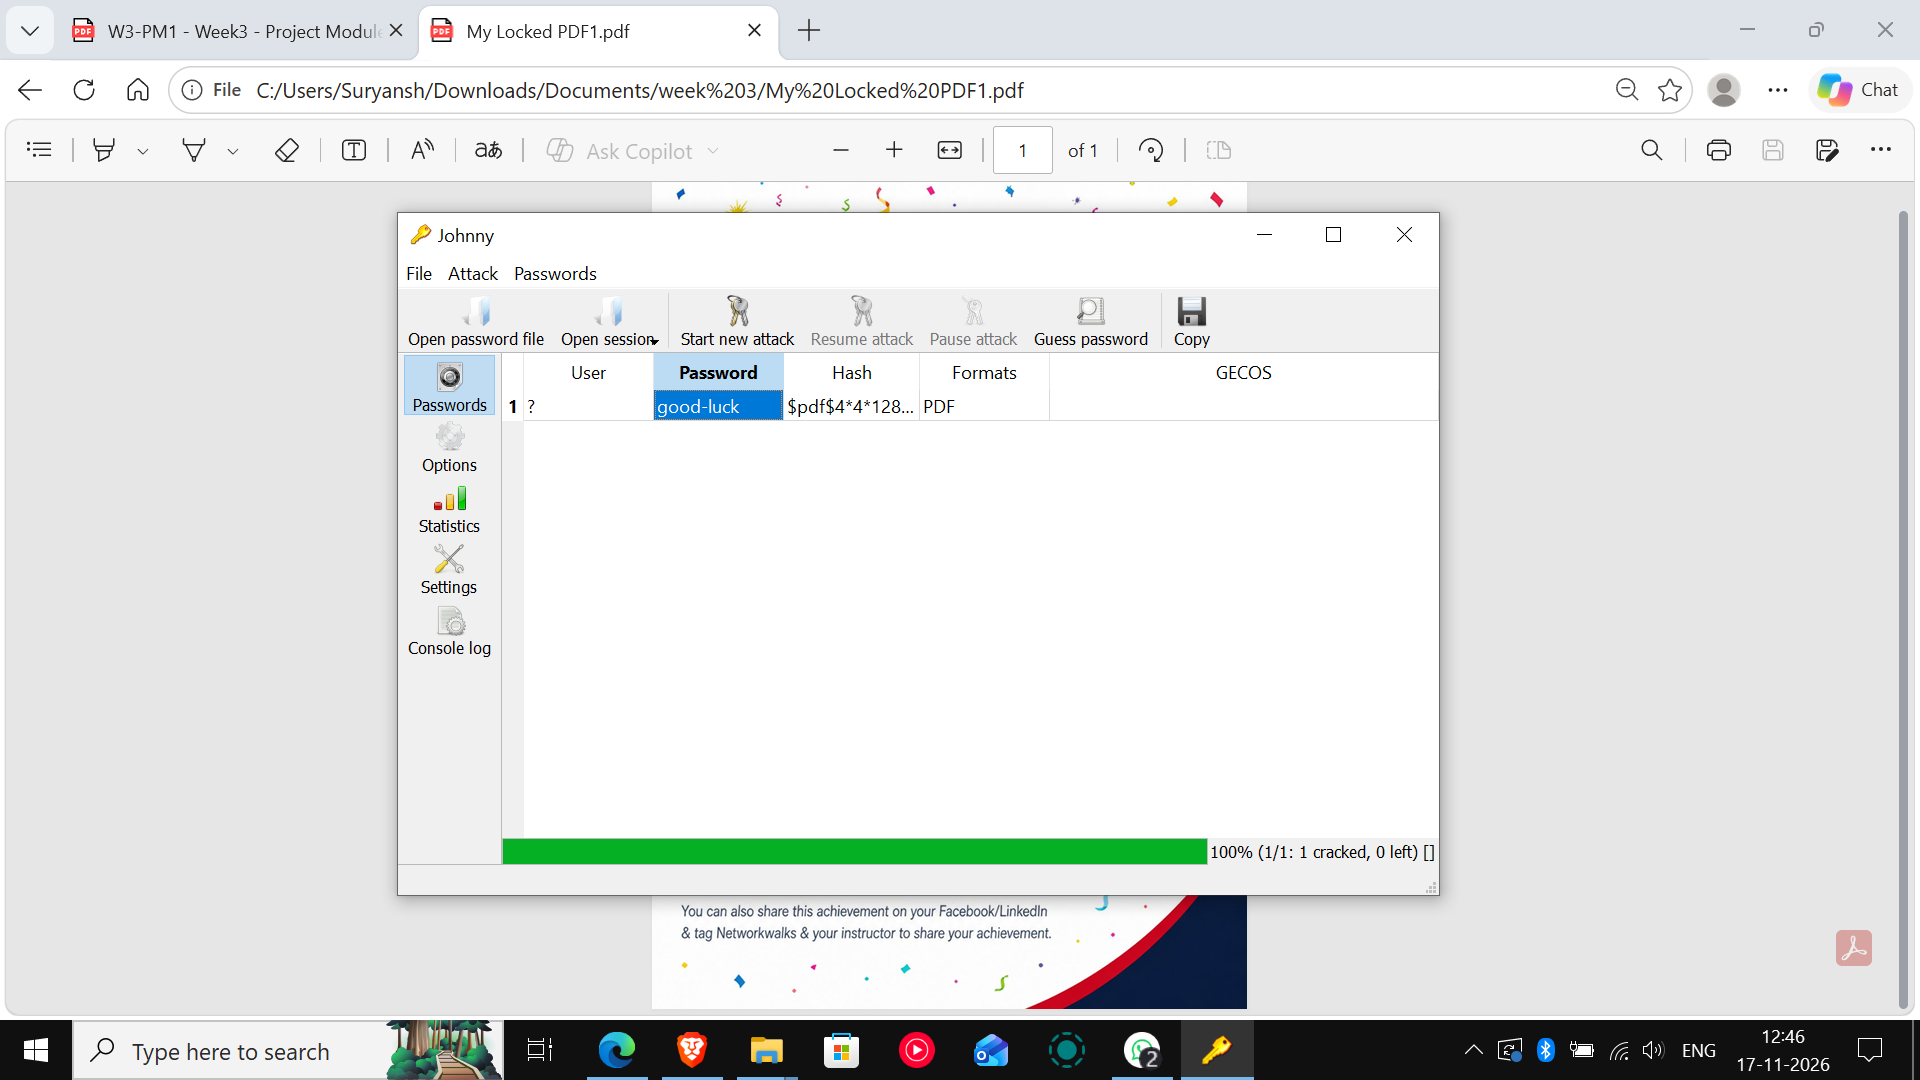 W3-PM1 - Week3 - Project Modul
My Locked PDF1.pdf
File C:/Users/Suryansh/Downloads/Documents/week%203/My%20Locked%20PDF1.pdf
Chat
Ask Copilot
1 of 1
Johnny
File Attack Passwords
Open password file Open session Start new attack Resume attack Pause attack Guess password Copy
Passwords
Options
Statistics
Settings
Console log
User Password Hash Formats GECOS
1 ? good-luck $pdf$4*4*128... PDF
100% (1/1: 1 cracked, 0 left) []
You can also share this achievement on your Facebook/LinkedIn
& tag Networkwalks & your instructor to share your achievement.
Type here to search
2
ENG
12:46
17-11-2026